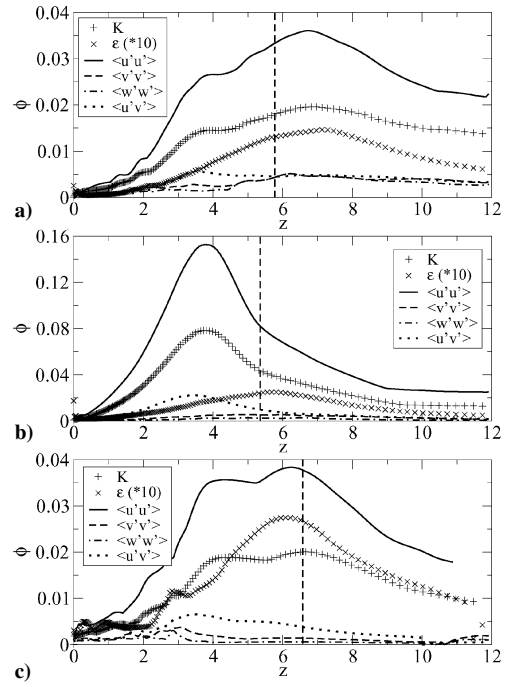 0.04
0.03
0.02
0.01
0
ϕ
K
ε (*10)
<u'u'>
<v'v'>
<w'w'>
<u'v'>
0 2 4 6 8 10 12
z
a)
0.16
0.12
0.08
0.04
0
ϕ
K
ε (*10)
<u'u'>
<v'v'>
<w'w'>
<u'v'>
0 2 4 6 8 10 12
z
b)
0.04
0.03
0.02
0.01
0
ϕ
K
ε (*10)
<u'u'>
<v'v'>
<w'w'>
<u'v'>
0 2 4 6 8 10 12
z
c)